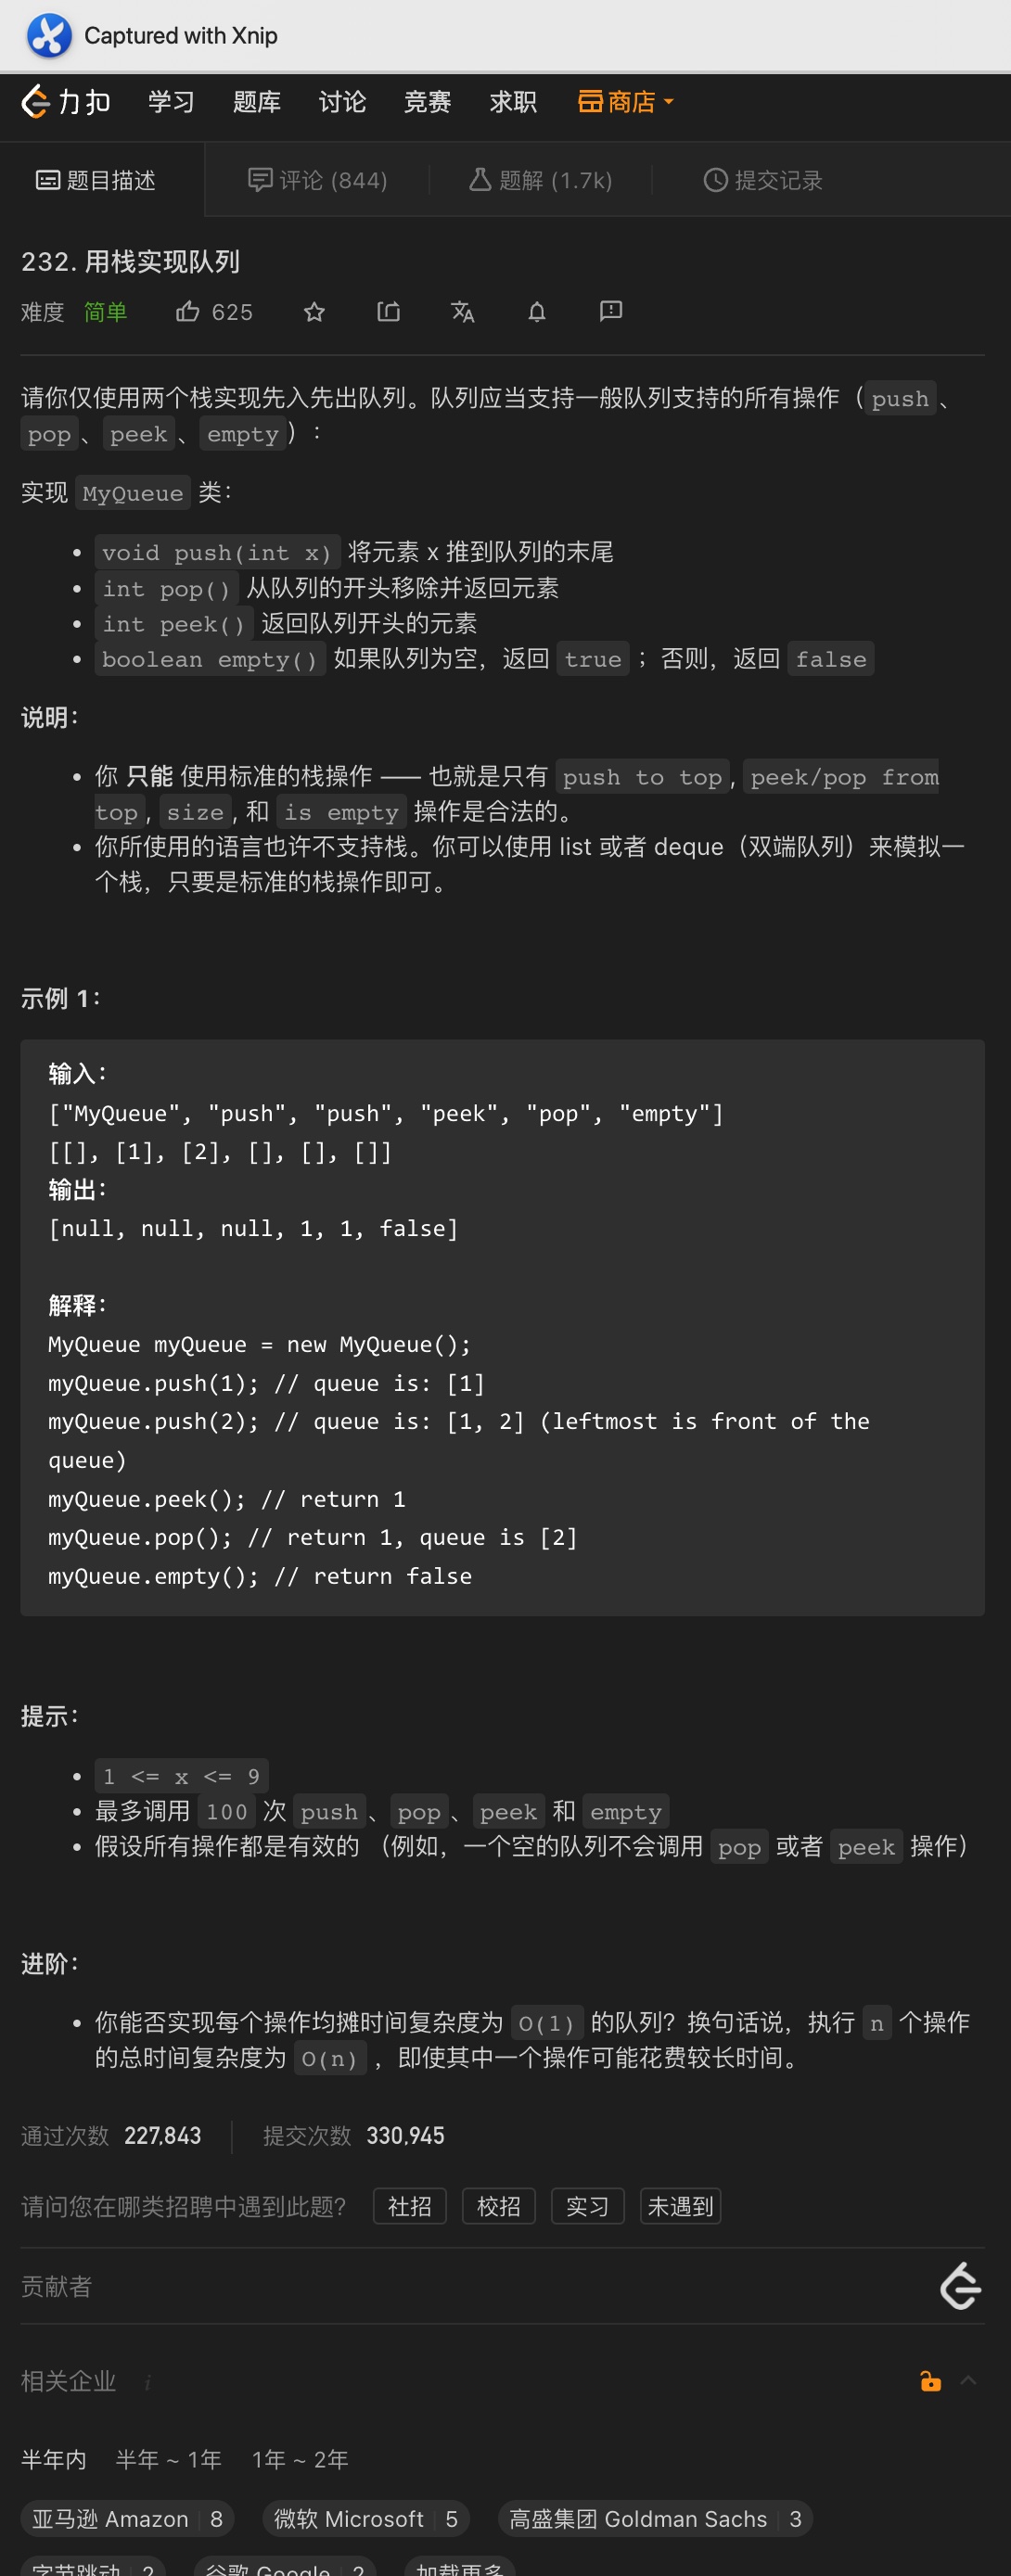 Captured with Xnip
力扣 学习 题库 讨论 竞赛 求职 商店
题目描述 评论 (844) 题解 (1.7k) 提交记录
232. 用栈实现队列
难度 简单 625
请你仅使用两个栈实现先入先出队列。队列应当支持一般队列支持的所有操作（push、
pop、peek、empty）：
实现 MyQueue 类：
void push(int x) 将元素 x 推到队列的末尾
int pop() 从队列的开头移除并返回元素
int peek() 返回队列开头的元素
boolean empty() 如果队列为空，返回 true ；否则，返回 false
说明：
你 只能 使用标准的栈操作 —— 也就是只有 push to top, peek/pop from
top, size, 和 is empty 操作是合法的。
你所使用的语言也许不支持栈。你可以使用 list 或者 deque（双端队列）来模拟一
个栈，只要是标准的栈操作即可。
示例 1：
输入：
["MyQueue", "push", "push", "peek", "pop", "empty"]
[[], [1], [2], [], [], []]
输出：
[null, null, null, 1, 1, false]
解释：
MyQueue myQueue = new MyQueue();
myQueue.push(1); // queue is: [1]
myQueue.push(2); // queue is: [1, 2] (leftmost is front of the
queue)
myQueue.peek(); // return 1
myQueue.pop(); // return 1, queue is [2]
myQueue.empty(); // return false
提示：
1 <= x <= 9
最多调用 100 次 push、pop、peek 和 empty
假设所有操作都是有效的 （例如，一个空的队列不会调用 pop 或者 peek 操作）
进阶：
你能否实现每个操作均摊时间复杂度为 O(1) 的队列？换句话说，执行 n 个操作
的总时间复杂度为 O(n) ，即使其中一个操作可能花费较长时间。
通过次数 227,843 提交次数 330,945
请问您在哪类招聘中遇到此题？ 社招 校招 实习 未遇到
贡献者
相关企业 i
半年内 半年 ~ 1年 1年 ~ 2年
亚马逊 Amazon 8 微软 Microsoft 5 高盛集团 Goldman Sachs 3
字节跳动 2 谷歌 Google 2 加载更多